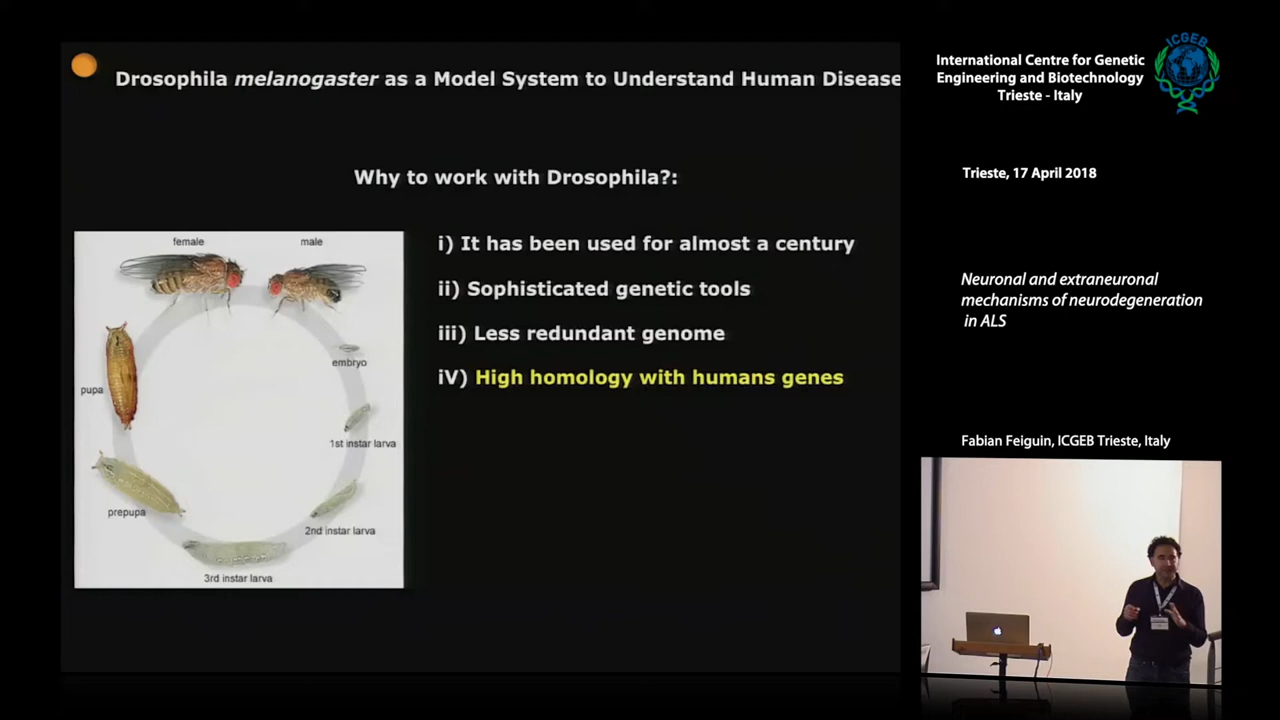 Drosophila melanogaster as a Model System to Understand Human Disease
Why to work with Drosophila?:
i) It has been used for almost a century
ii) Sophisticated genetic tools
iii) Less redundant genome
iV) High homology with humans genes
female
male
embryo
1st instar larva
2nd instar larva
3rd instar larva
prepupa
pupa
International Centre for Genetic
Engineering and Biotechnology
Trieste - Italy
ICGEB
Trieste, 17 April 2018
Neuronal and extraneuronal
mechanisms of neurodegeneration
in ALS
Fabian Feiguin, ICGEB Trieste, Italy